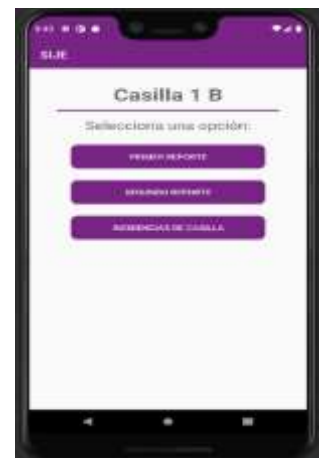 SIJE
Casilla 1 B
Selecciona una opción:
PRIMER REPORTE
SEGUNDO REPORTE
INCIDENCIAS DE CASILLA